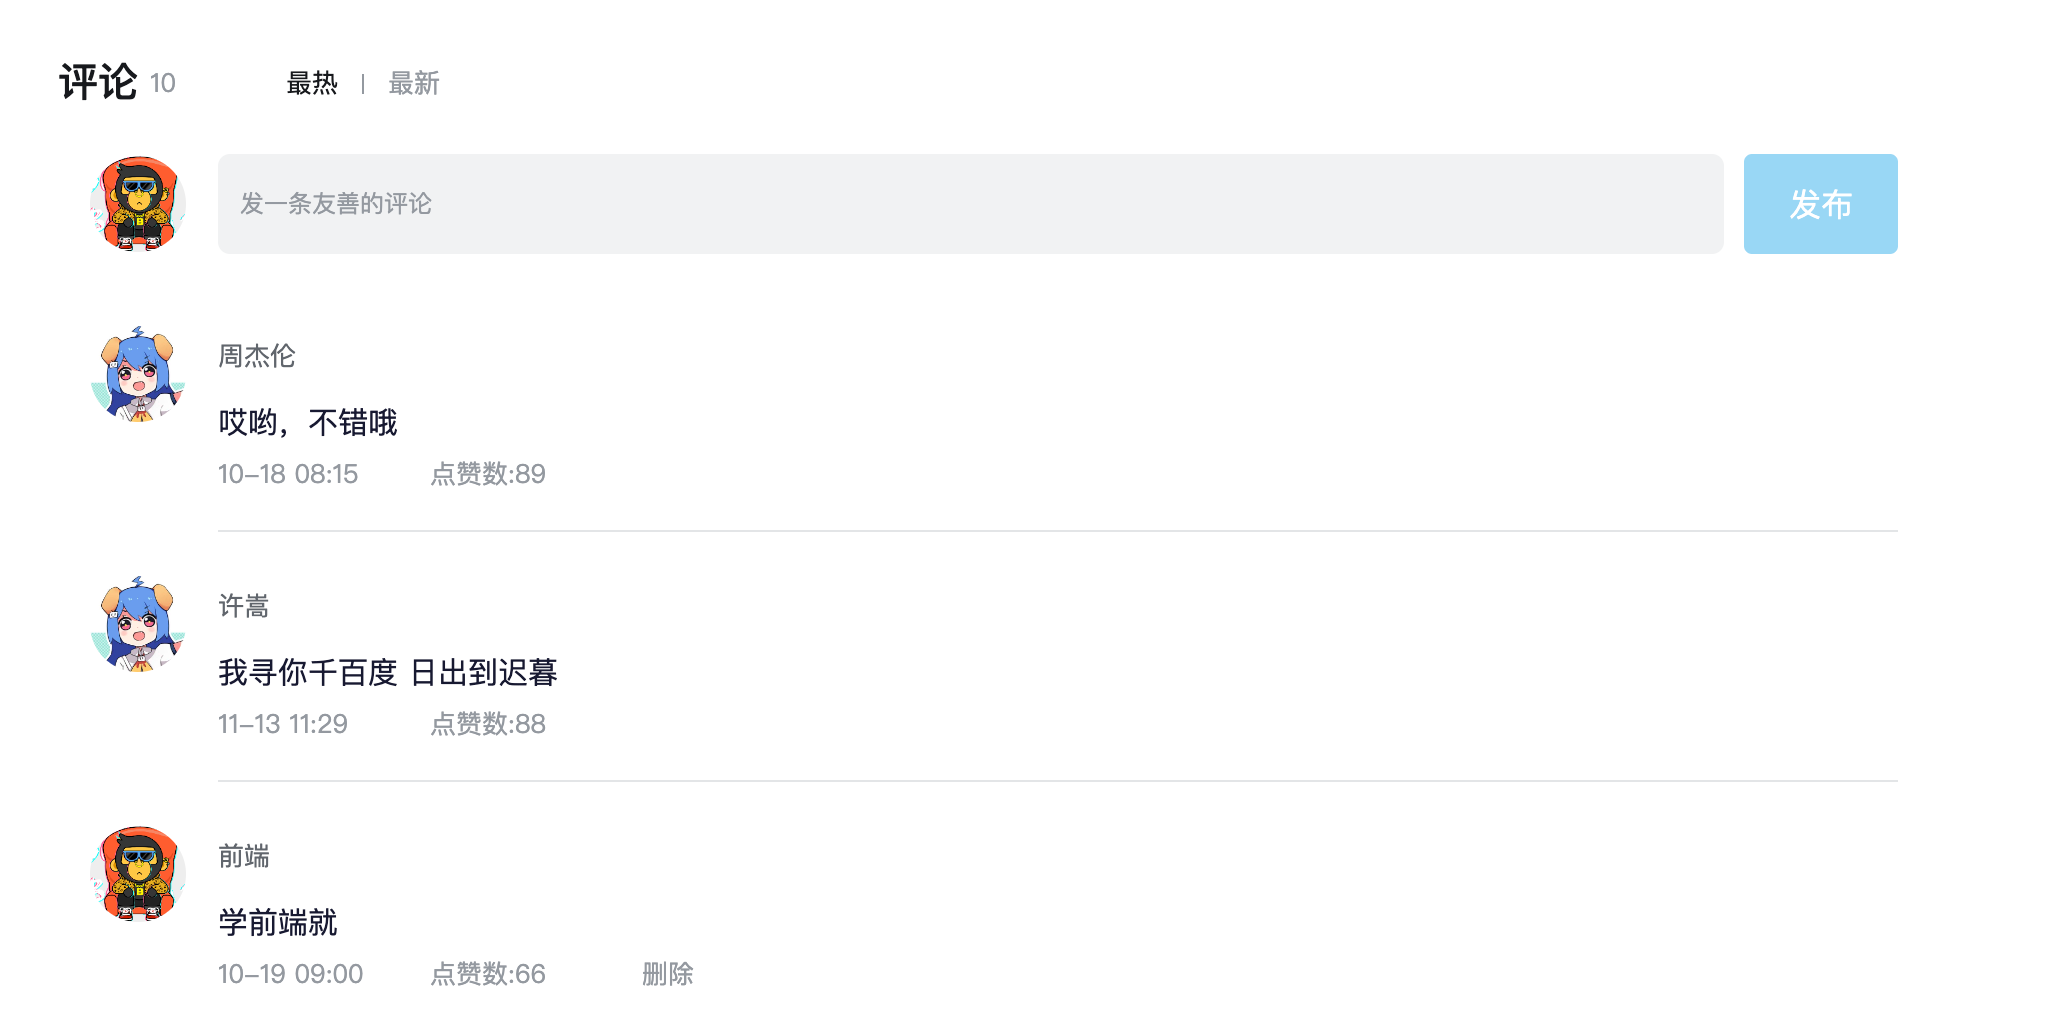 评论 10 最热 | 最新
发一条友善的评论 发布
周杰伦
哎哟，不错哦
10-18 08:15 点赞数:89
许嵩
我寻你千百度 日出到迟暮
11-13 11:29 点赞数:88
前端
学前端就
10-19 09:00 点赞数:66 删除